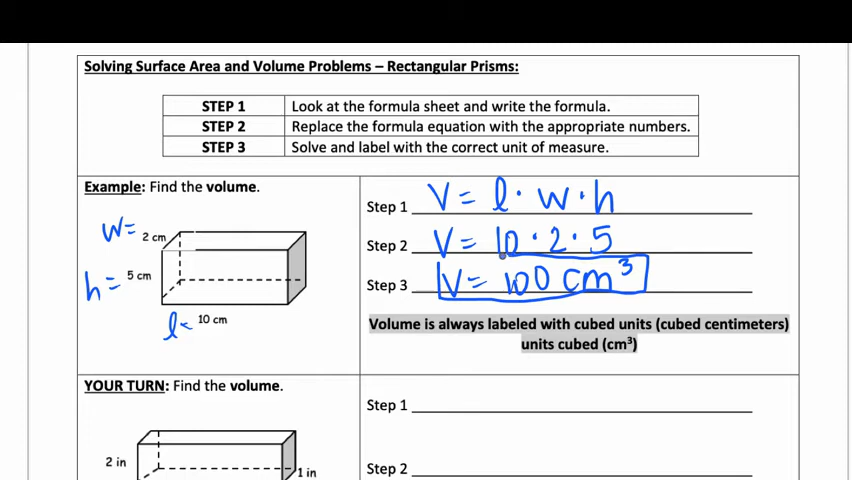 Solving Surface Area and Volume Problems – Rectangular Prisms:
STEP 1 Look at the formula sheet and write the formula.
STEP 2 Replace the formula equation with the appropriate numbers.
STEP 3 Solve and label with the correct unit of measure.
Example: Find the volume.
w= 2 cm
h= 5 cm
l= 10 cm
Step 1 V = l · w · h
Step 2 V = 10 · 2 · 5
Step 3 V = 100 cm³
Volume is always labeled with cubed units (cubed centimeters)
units cubed (cm³)
YOUR TURN: Find the volume.
2 in
1 in
Step 1
Step 2